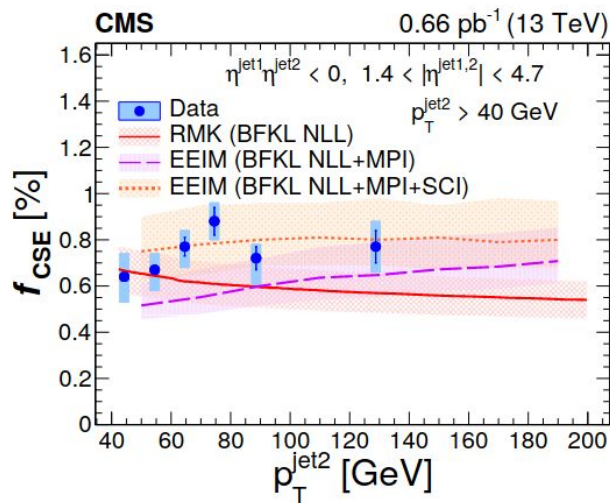 CMS 0.66 pb⁻¹ (13 TeV)
η^jet1 η^jet2 < 0, 1.4 < |η^jet1,2| < 4.7
p_T^jet2 > 40 GeV
Data
RMK (BFKL NLL)
EEIM (BFKL NLL+MPI)
EEIM (BFKL NLL+MPI+SCI)
f_CSE [%]
1.6
1.4
1.2
1
0.8
0.6
0.4
0.2
0
40 60 80 100 120 140 160 180 200
p_T^jet2 [GeV]